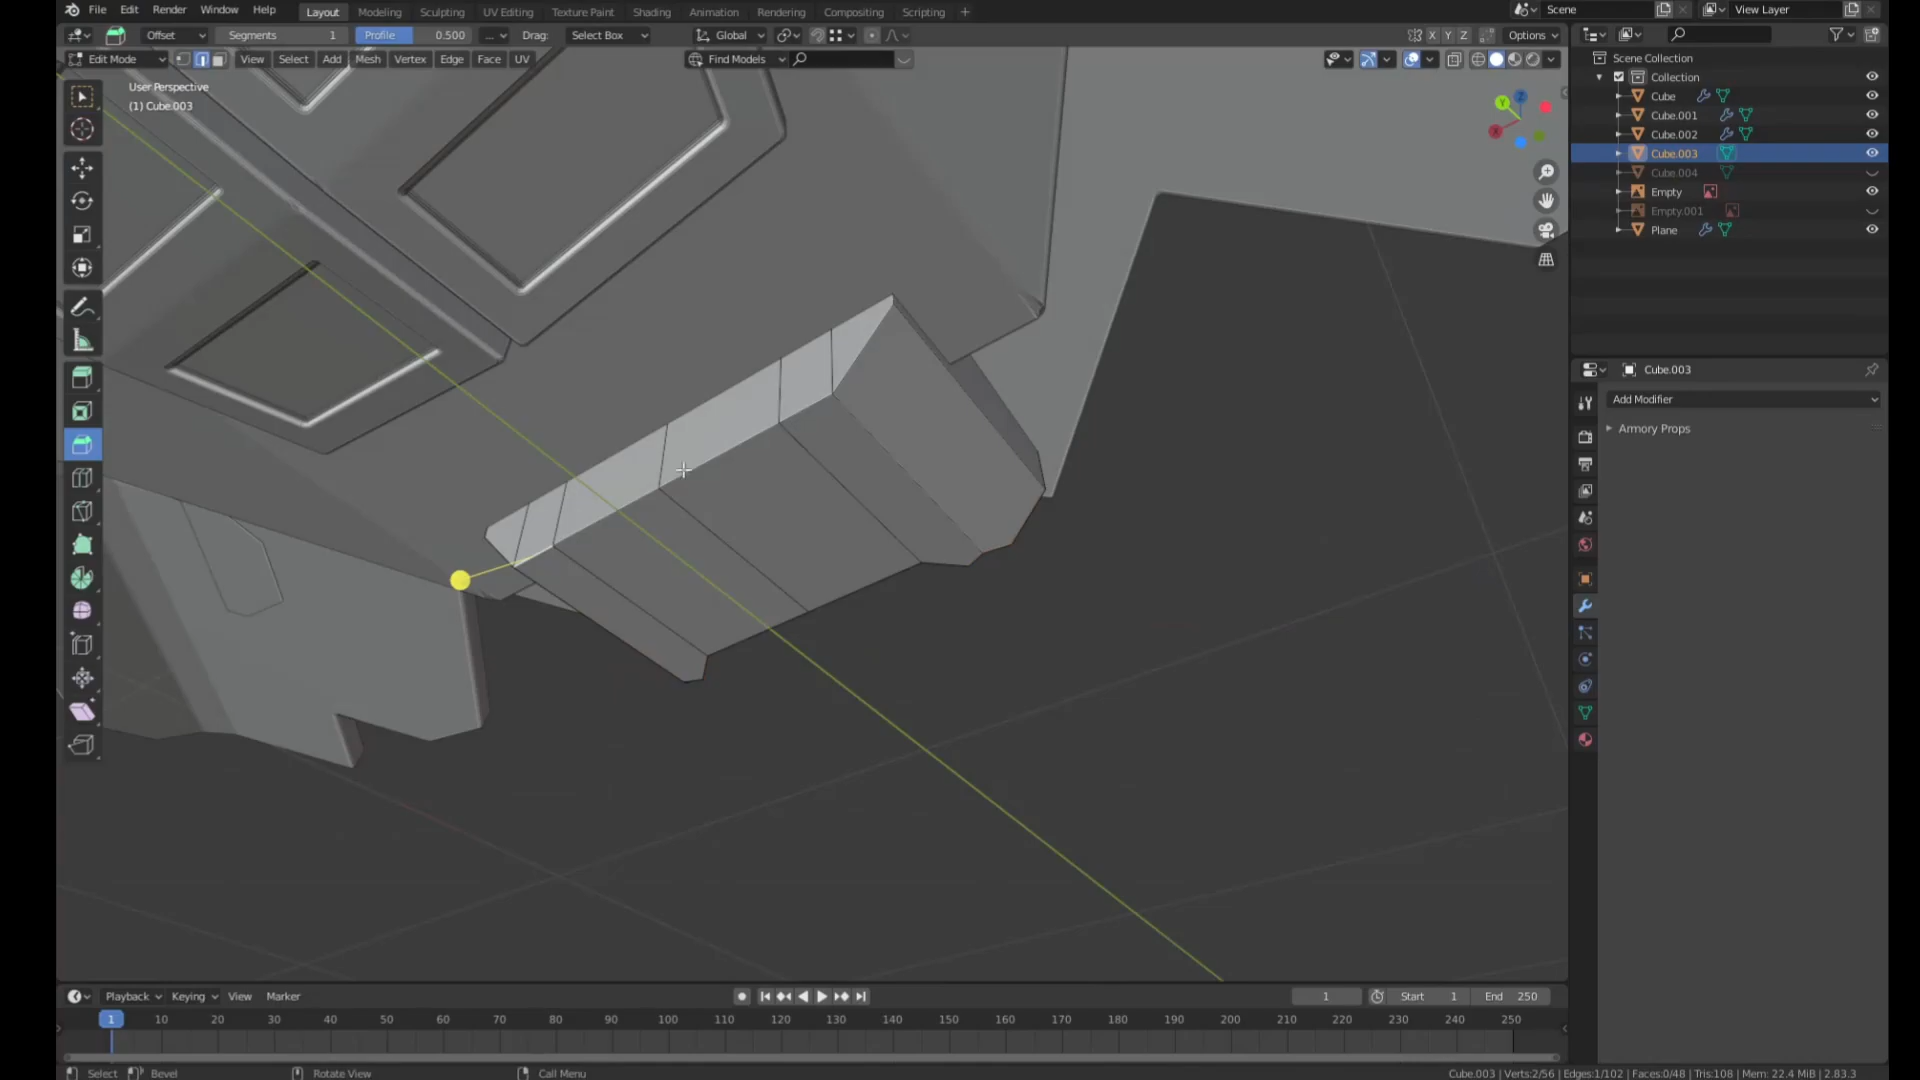 File Edit Render Window Help Layout Modeling Sculpting UV Editing Texture Paint Shading Animation Rendering Compositing Scripting + Scene View Layer
Offset Segments 1 Profile 0.500 ... Drag: Select Box Global X Y Z Options
Edit Mode View Select Add Mesh Vertex Edge Face UV Find Models
User Perspective
(1) Cube.003
Z
Y
X
Scene Collection
Collection
Cube
Cube.001
Cube.002
Cube.003
Cube.004
Empty
Empty.001
Plane
Cube.003
Add Modifier
Armory Props
Playback Keying View Marker 1 Start 1 End 250
1 10 20 30 40 50 60 70 80 90 100 110 120 130 140 150 160 170 180 190 200 210 220 230 240 250
Select Bevel Rotate View Call Menu Cube.003 | Verts:2/56 | Edges:1/102 | Faces:0/48 | Tris:108 | Mem: 22.4 MiB | 2.83.3